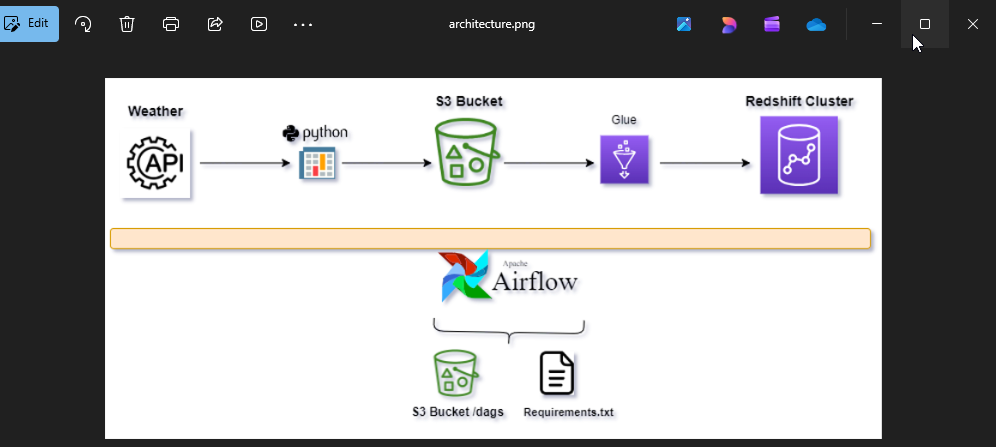 Edit
architecture.png
Weather
API
python
S3 Bucket
Glue
Redshift Cluster
Apache
Airflow
S3 Bucket /dags
Requirements.txt